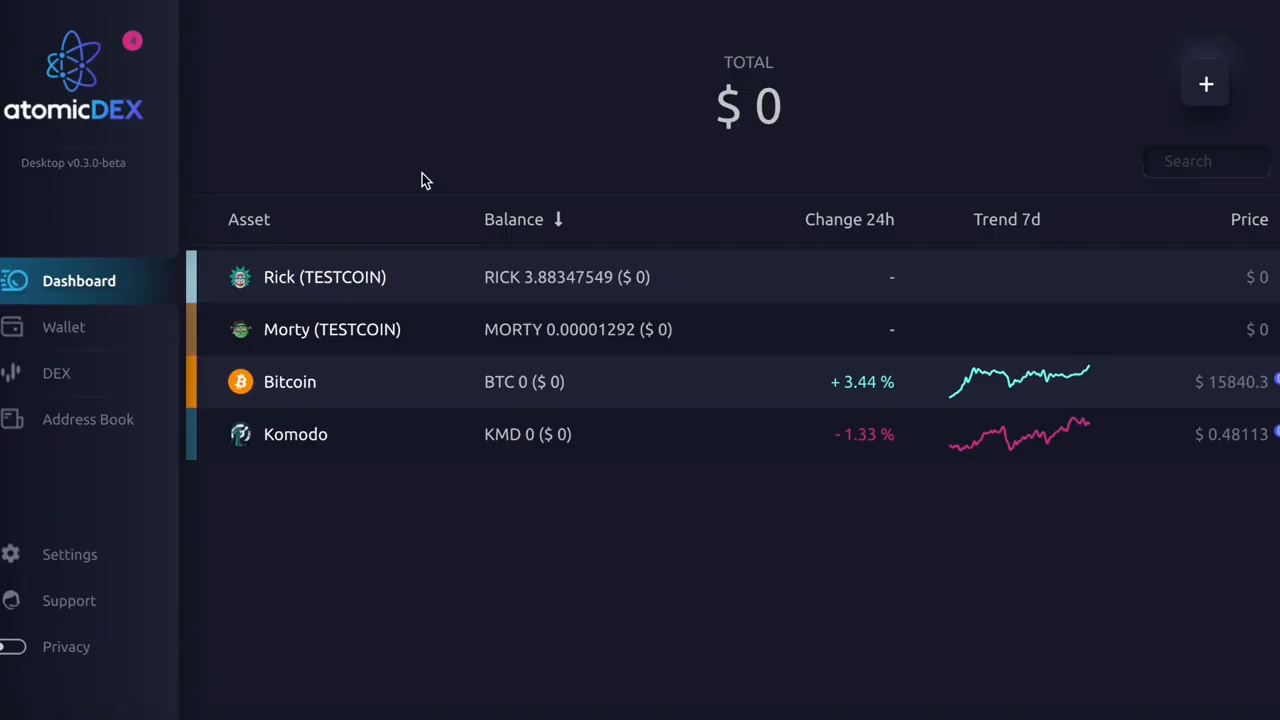 4
atomicDEX
Desktop v0.3.0-beta
TOTAL
$ 0
+
Search
Asset Balance Change 24h Trend 7d Price
Rick (TESTCOIN) RICK 3.88347549 ($ 0) - $ 0
Morty (TESTCOIN) MORTY 0.00001292 ($ 0) - $ 0
Bitcoin BTC 0 ($ 0) + 3.44 % $ 15840.3
Komodo KMD 0 ($ 0) - 1.33 % $ 0.48113
Dashboard
Wallet
DEX
Address Book
Settings
Support
Privacy